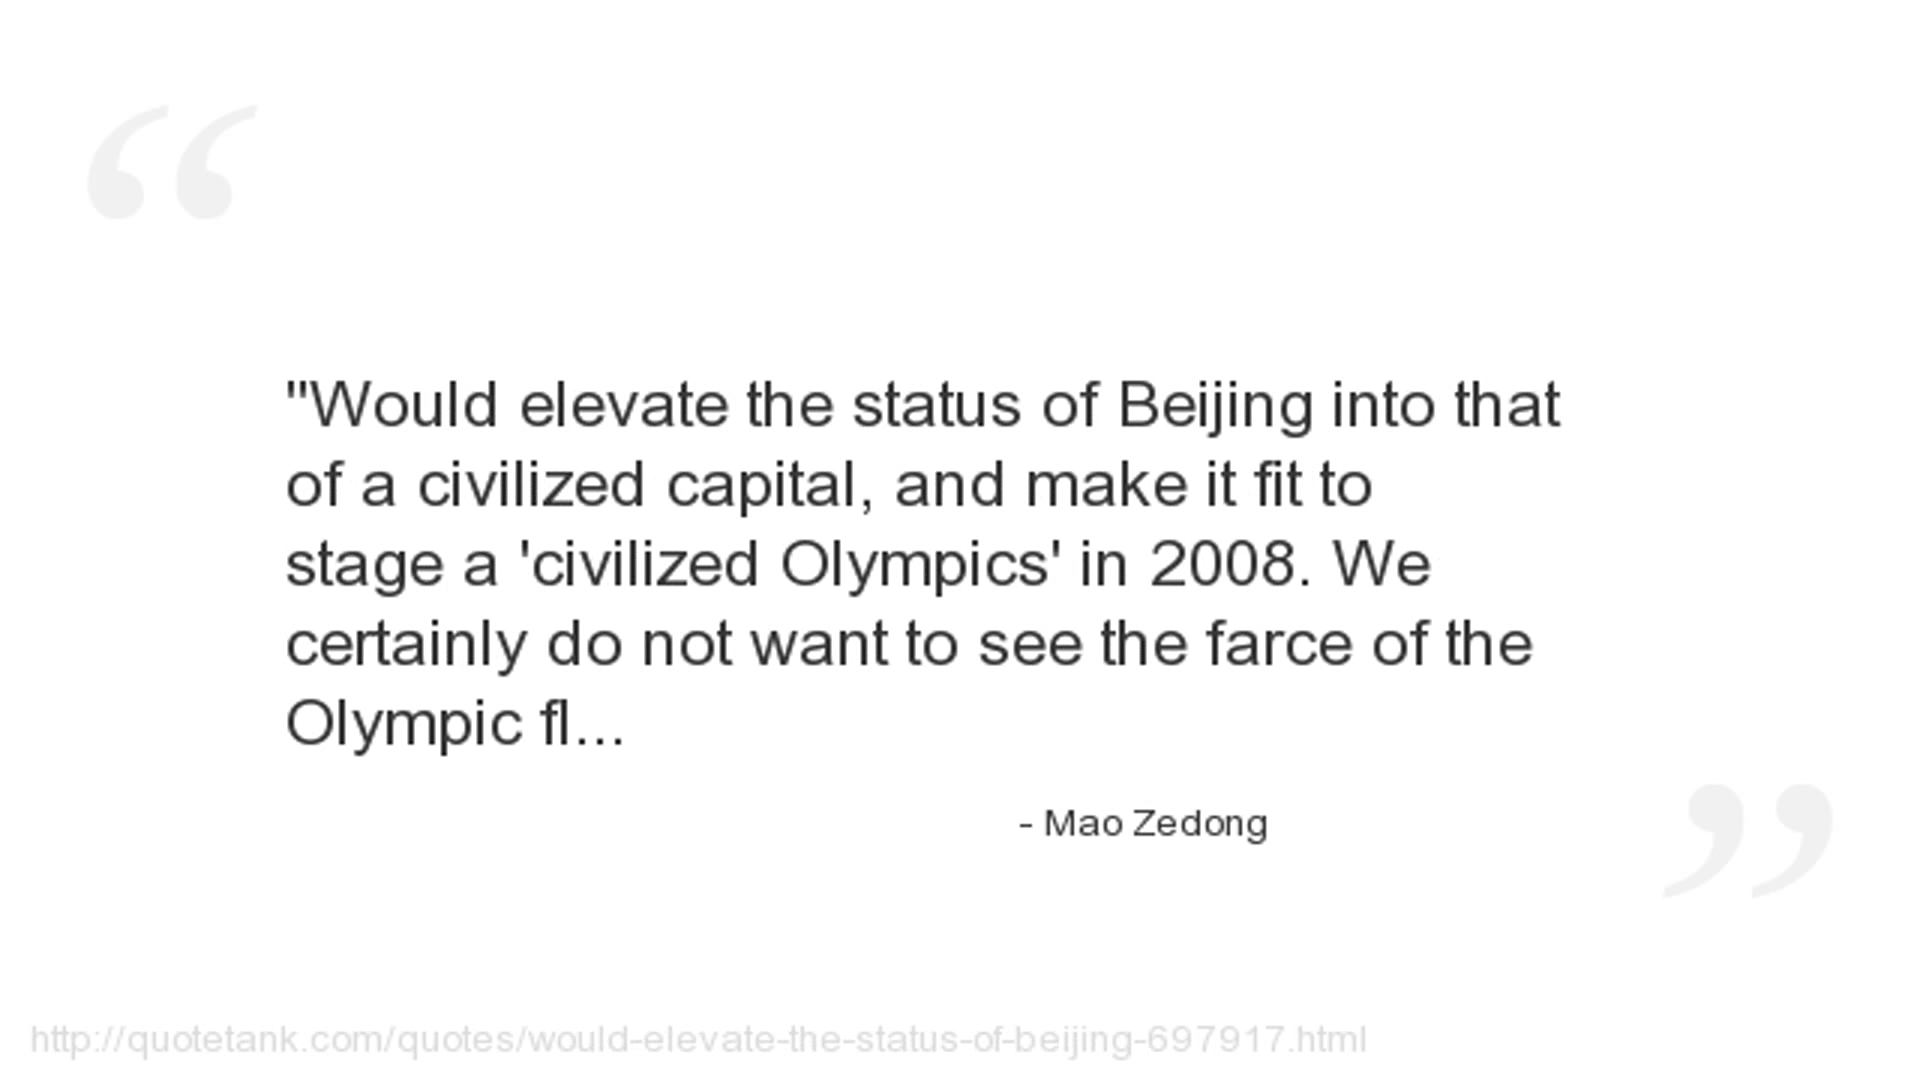 "Would elevate the status of Beijing into that
of a civilized capital, and make it fit to
stage a 'civilized Olympics' in 2008. We
certainly do not want to see the farce of the
Olympic fl...
- Mao Zedong
http://quotetank.com/quotes/would-elevate-the-status-of-beijing-697917.html